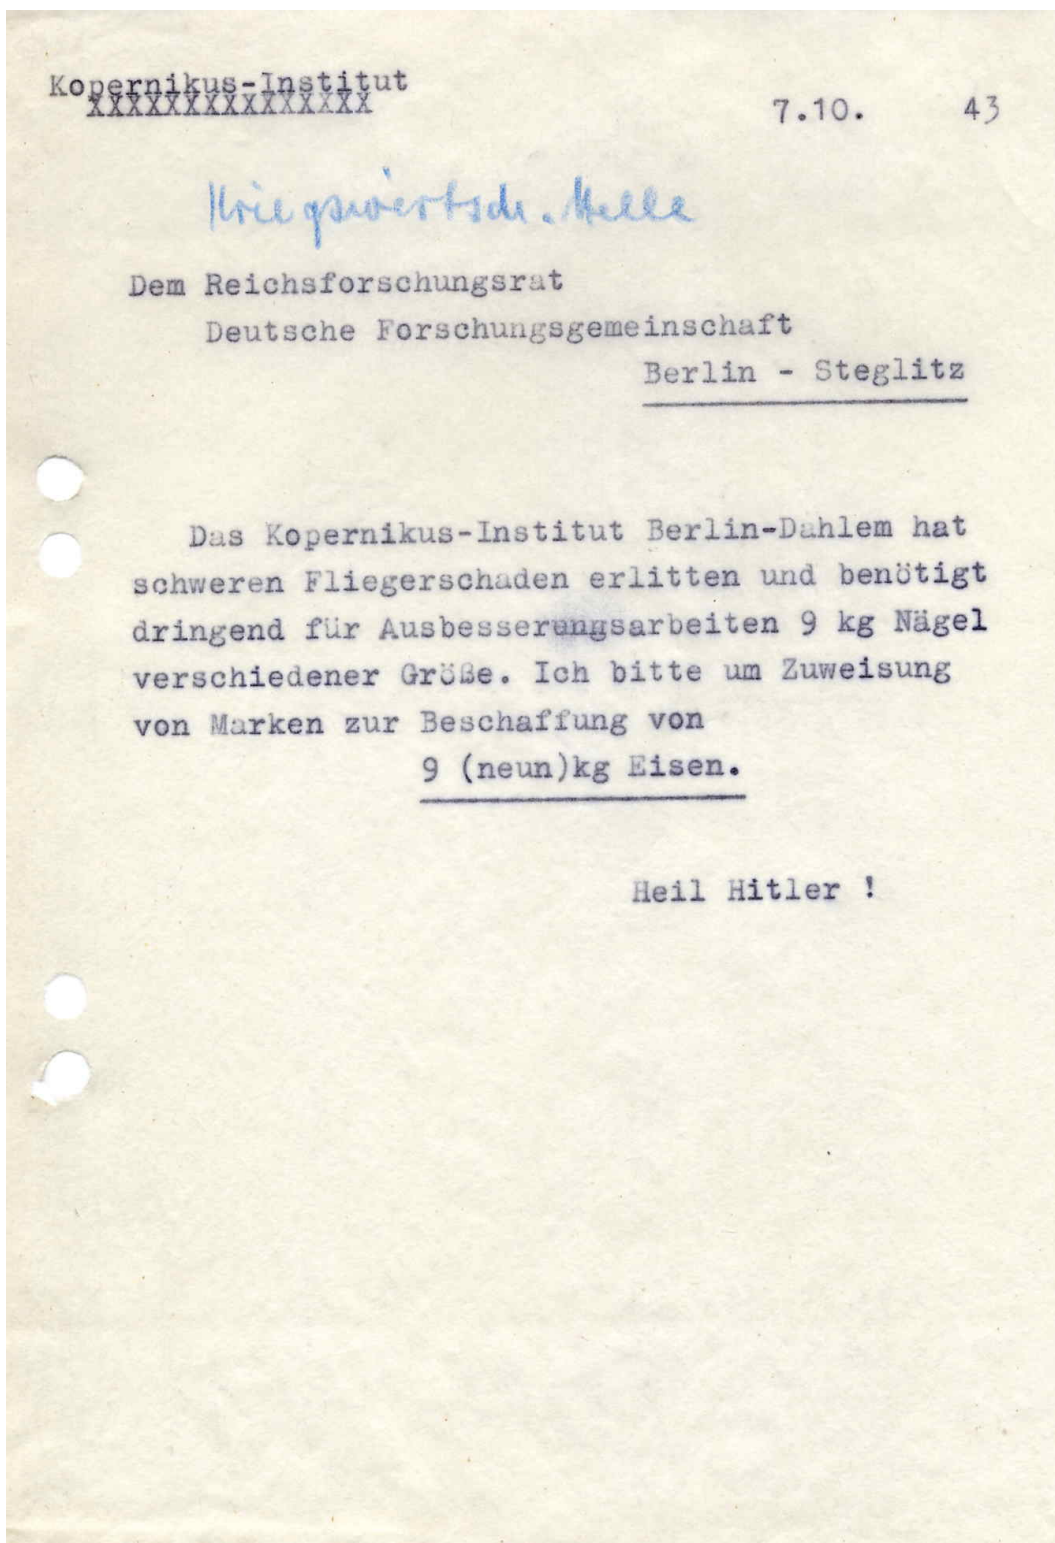 Kopernikus-Institut
XXXXXXXXXXXXXXX
7.10. 43
Kriegswirtsch. Stelle
Dem Reichsforschungsrat
Deutsche Forschungsgemeinschaft
Berlin - Steglitz
Das Kopernikus-Institut Berlin-Dahlem hat
schweren Fliegerschaden erlitten und benötigt
dringend für Ausbesserungsarbeiten 9 kg Nägel
verschiedener Größe. Ich bitte um Zuweisung
von Marken zur Beschaffung von
9 (neun)kg Eisen.
Heil Hitler !